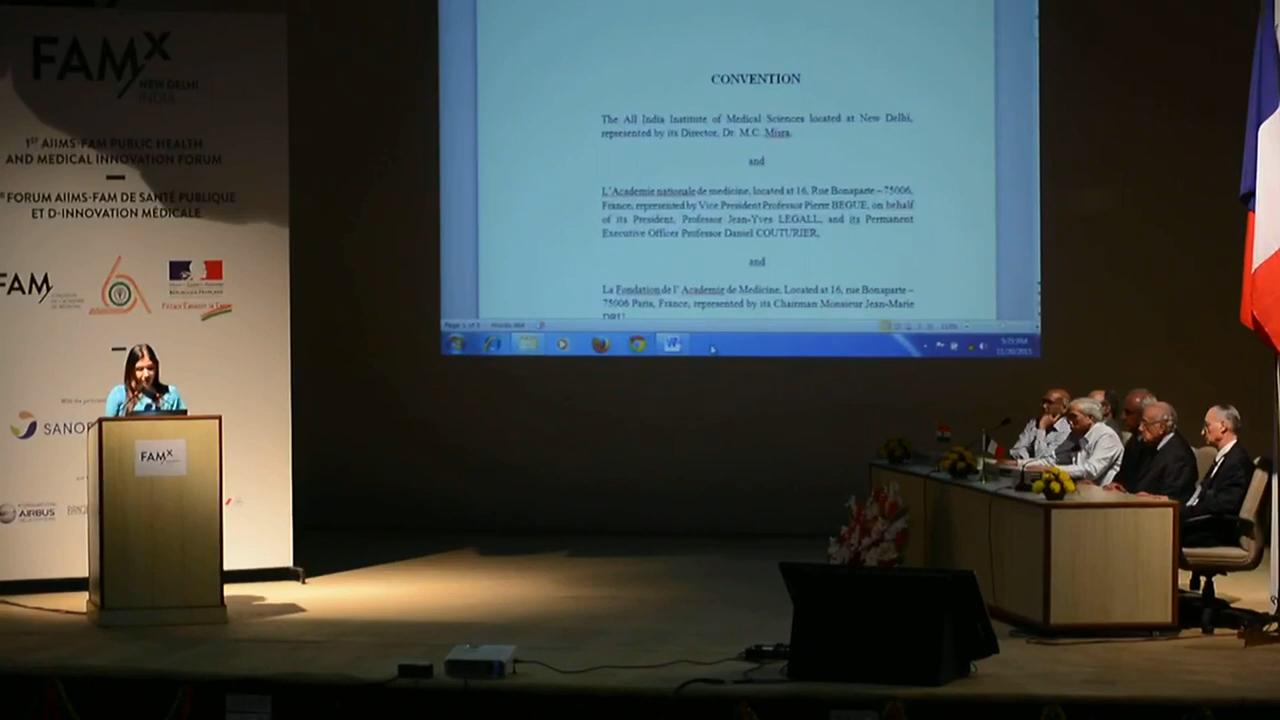 FAMx
NEW DELHI
INDIA
1ST AIIMS-FAM PUBLIC HEALTH
AND MEDICAL INNOVATION FORUM
FORUM AIIMS-FAM DE SANTÉ PUBLIQUE
ET D-INNOVATION MÉDICALE
FAM
SANOF
AIRBUS
FAMx
CONVENTION
The All India Institute of Medical Sciences located at New Delhi,
represented by its Director, Dr. M.C. Misra.
and
L'Academie nationale de medicine, located at 16, Rue Bonaparte – 75006,
France, represented by Vice President Professor Pierre BEGUE, on behalf
of its President, Professor Jean-Yves LEGALL, and its Permanent
Executive Officer Professor Daniel COUTURIER,
and
La Fondation de l' Academie de Medicine, Located at 16, rue Bonaparte –
75006 Paris, France, represented by its Chairman Monsieur Jean-Marie